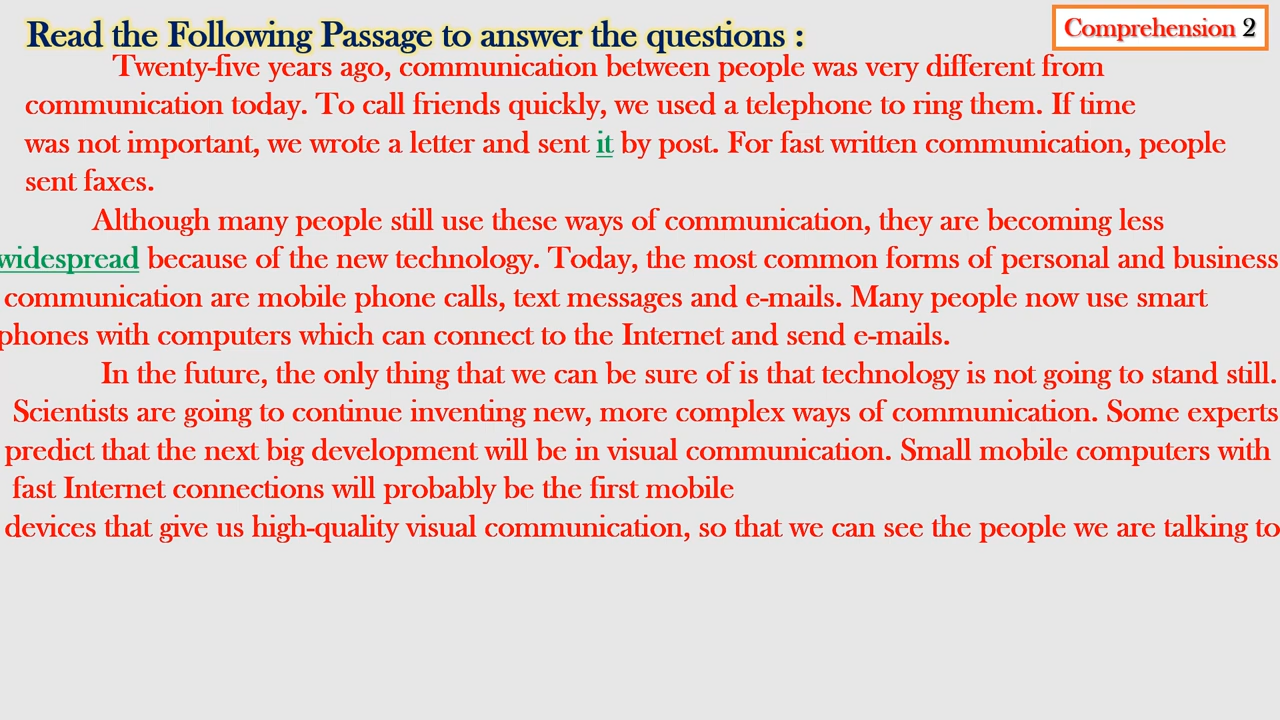 Read the Following Passage to answer the questions :
Comprehension 2
Twenty-five years ago, communication between people was very different from
communication today. To call friends quickly, we used a telephone to ring them. If time
was not important, we wrote a letter and sent it by post. For fast written communication, people
sent faxes.
Although many people still use these ways of communication, they are becoming less
widespread because of the new technology. Today, the most common forms of personal and business
communication are mobile phone calls, text messages and e-mails. Many people now use smart
phones with computers which can connect to the Internet and send e-mails.
In the future, the only thing that we can be sure of is that technology is not going to stand still.
Scientists are going to continue inventing new, more complex ways of communication. Some experts
predict that the next big development will be in visual communication. Small mobile computers with
fast Internet connections will probably be the first mobile
devices that give us high-quality visual communication, so that we can see the people we are talking to